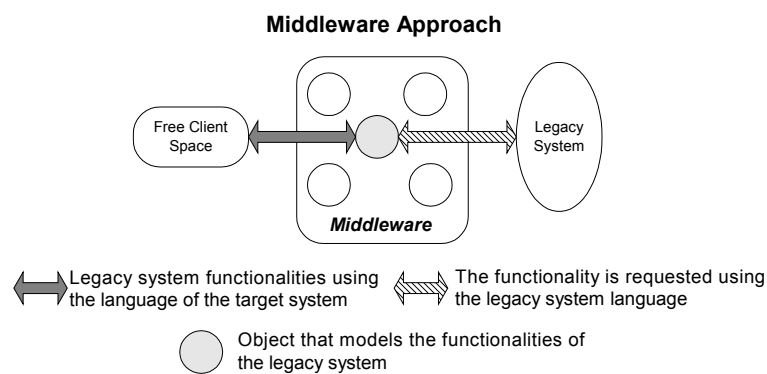 Middleware Approach
Free Client
Space
Legacy
System
Middleware
Legacy system functionalities using
the language of the target system
The functionality is requested using
the legacy system language
Object that models the functionalities of
the legacy system